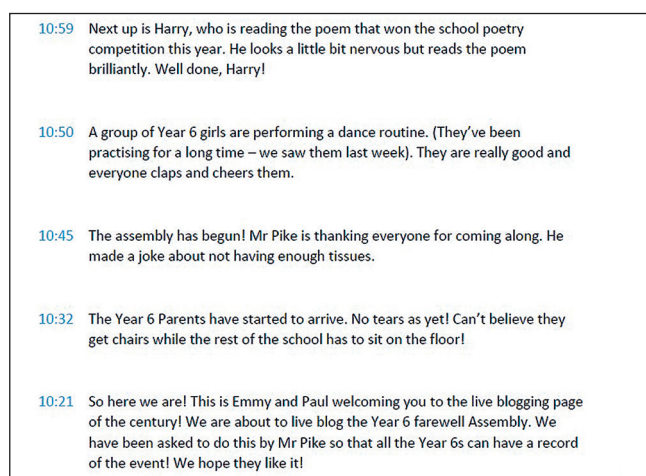 10:59 Next up is Harry, who is reading the poem that won the school poetry
competition this year. He looks a little bit nervous but reads the poem
brilliantly. Well done, Harry!
10:50 A group of Year 6 girls are performing a dance routine. (They've been
practising for a long time – we saw them last week). They are really good and
everyone claps and cheers them.
10:45 The assembly has begun! Mr Pike is thanking everyone for coming along. He
made a joke about not having enough tissues.
10:32 The Year 6 Parents have started to arrive. No tears as yet! Can't believe they
get chairs while the rest of the school has to sit on the floor!
10:21 So here we are! This is Emmy and Paul welcoming you to the live blogging page
of the century! We are about to live blog the Year 6 farewell Assembly. We
have been asked to do this by Mr Pike so that all the Year 6s can have a record
of the event! We hope they like it!